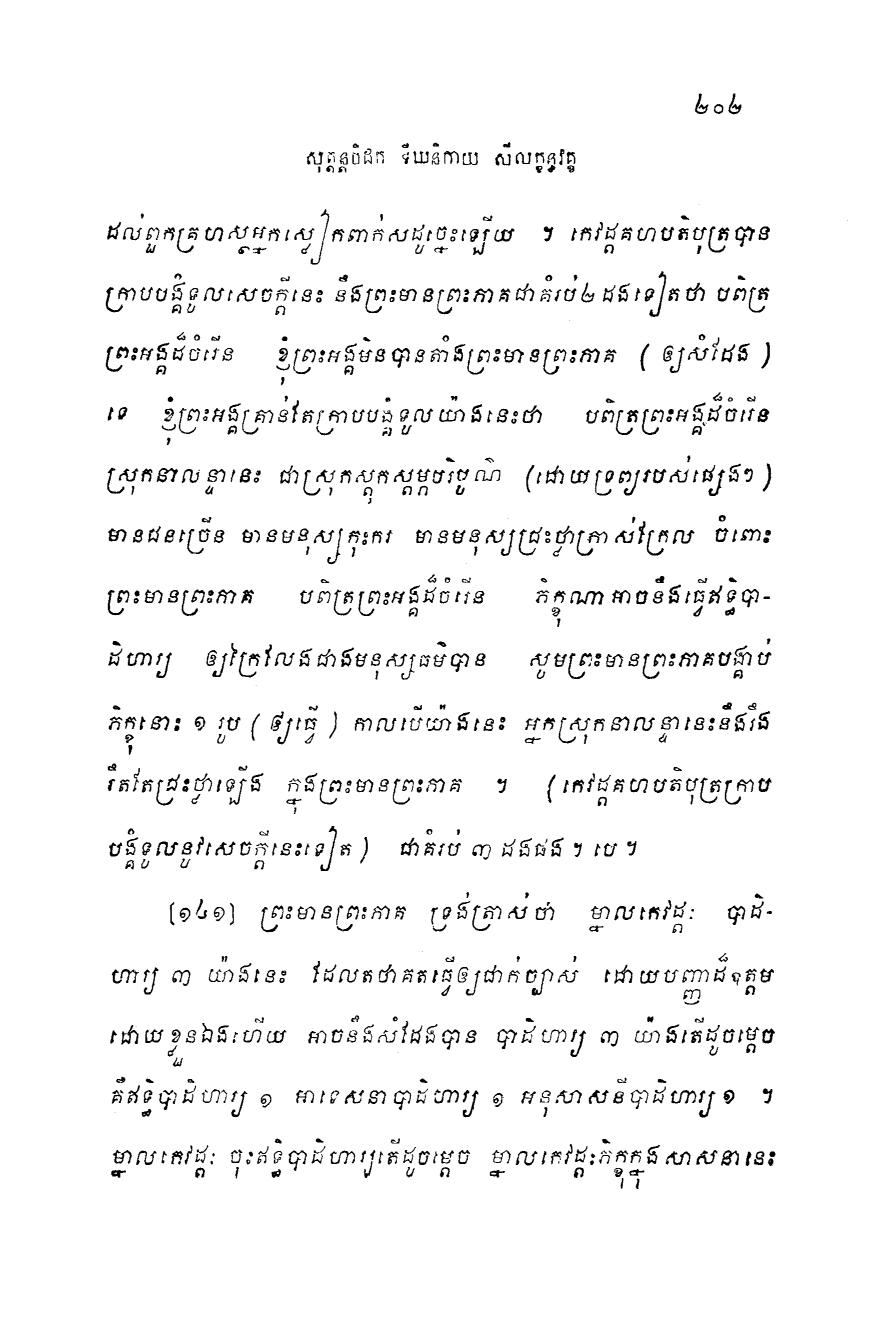 ២០២
សុត្តន្តបិដក ទីឃនិកាយ សីលក្ខន្ធវគ្គ
ដល់ពួកគ្រហស្ថអ្នកស្លៀកពាក់សដូច្នេះឡើយ ។ កេវដ្ដគហបតិបុត្របាន
ក្រាបបង្គំទូលសេចក្ដីនេះ នឹងព្រះមានព្រះភាគជាគំរប់២ ដងទៀតថា បពិត្រ
ព្រះអង្គដ៏ចំរើន ខ្ញុំព្រះអង្គមិនបានតាំងព្រះមានព្រះភាគ ( ឲ្យសំដែង )
ទេ ខ្ញុំព្រះអង្គគ្រាន់តែក្រាបបង្គំទូលយ៉ាងនេះថា បពិត្រព្រះអង្គដ៏ចំរើន
ស្រុកនាលន្ទានេះ ជាស្រុកស្ដុកស្ដម្ភបរិបូណ៌ (ដោយទ្រព្យរបស់ផ្សេងៗ )
មានជនច្រើន មានមនុស្សកុះករ មានមនុស្សជ្រះថ្លាក្រាស់ក្រែល ចំពោះ
ព្រះមានព្រះភាគ បពិត្រព្រះអង្គដ៏ចំរើន ភិក្ខុណាអាចនឹងធ្វើឥទ្ធិបា-
ដិហារ្យ ឲ្យក្រៃលែងជាងមនុស្សធម៌បាន សូមព្រះមានព្រះភាគបង្គាប់
ភិក្ខុនោះ ១ រូប ( ឲ្យធ្វើ ) កាលបើយ៉ាងនេះ អ្នកស្រុកនាលន្ទានេះនឹងរឹង
រឹតតែជ្រះថ្លាឡើង ក្នុងព្រះមានព្រះភាគ ។ ( កេវដ្ដគហបតិបុត្រក្រាប
បង្គំទូលនូវសេចក្ដីនេះទៀត ) ជាគំរប់ ៣ ដងផង ។ បេ ។
[១៤១] ព្រះមានព្រះភាគ ទ្រង់ត្រាស់ថា ម្នាលកេវដ្ដៈ បាដិ-
ហារ្យ ៣ យ៉ាងនេះ ដែលតថាគតធ្វើឲ្យជាក់ច្បាស់ ដោយបញ្ញាដ៏ឧត្ដម
ដោយខ្លួនឯងហើយ អាចនឹងសំដែងបាន បាដិហារ្យ ៣ យ៉ាងតើដូចម្ដេច
គឺឥទ្ធិបាដិហារ្យ ១ អាទេសនាបាដិហារ្យ ១ អនុសាសនីបាដិហារ្យ១ ។
ម្នាលកេវដ្ដៈ ចុះឥទ្ធិបាដិហារ្យតើដូចម្ដេច ម្នាលកេវដ្ដៈភិក្ខុក្នុងសាសនានេះ